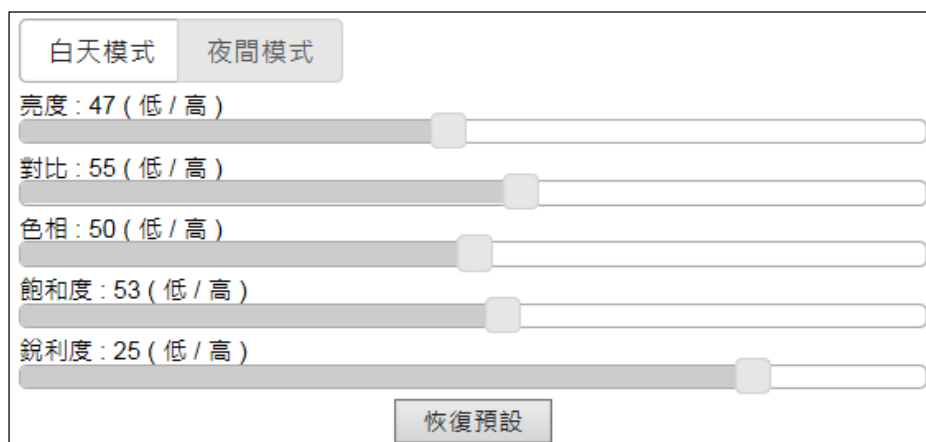 白天模式 夜間模式
亮度 : 47 ( 低 / 高 )
對比 : 55 ( 低 / 高 )
色相 : 50 ( 低 / 高 )
飽和度 : 53 ( 低 / 高 )
銳利度 : 25 ( 低 / 高 )
恢復預設